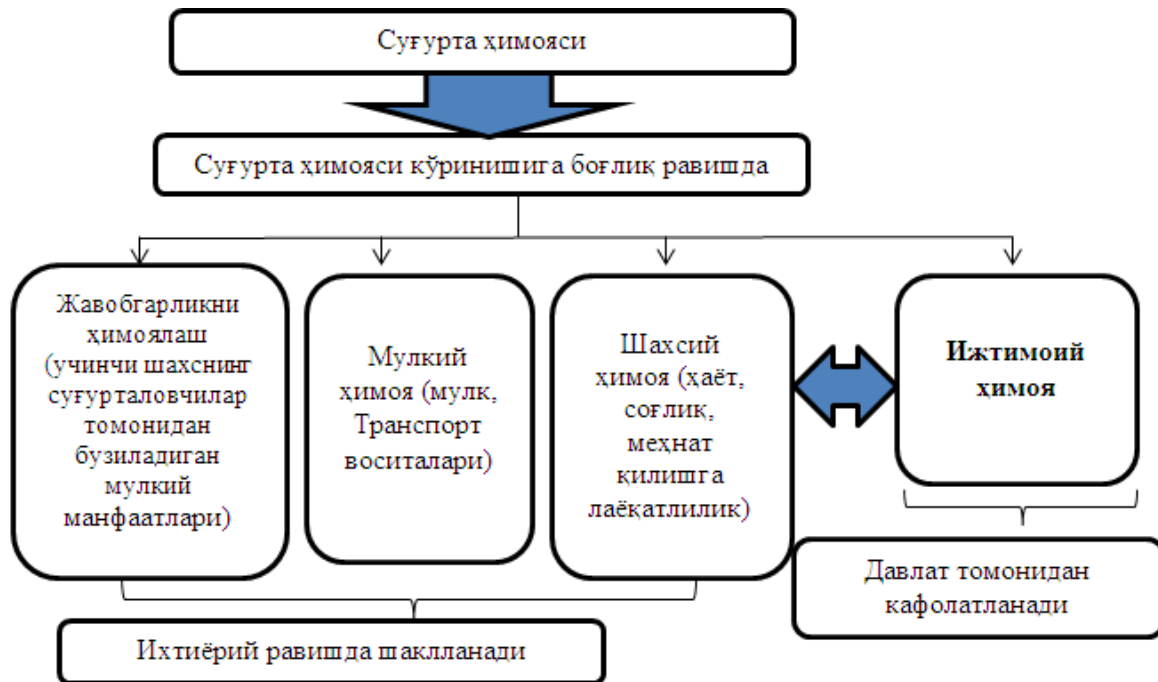 Суғурта ҳимояси
Суғурта ҳимояси кўринишига боғлиқ равишда
Жавобгарликни
ҳимоялаш
(учинчи шахснинг
суғурталовчилар
томонидан
бузиладиган
мулкий
манфаатлари)
Мулкий
ҳимоя (мулк,
Транспорт
воситалари)
Шахсий
ҳимоя (ҳаёт,
соғлиқ,
меҳнат
қилишга
лаёқатлилик)
Ижтимоий
ҳимоя
Давлат томонидан
кафолатланади
Ихтиёрий равишда шаклланади